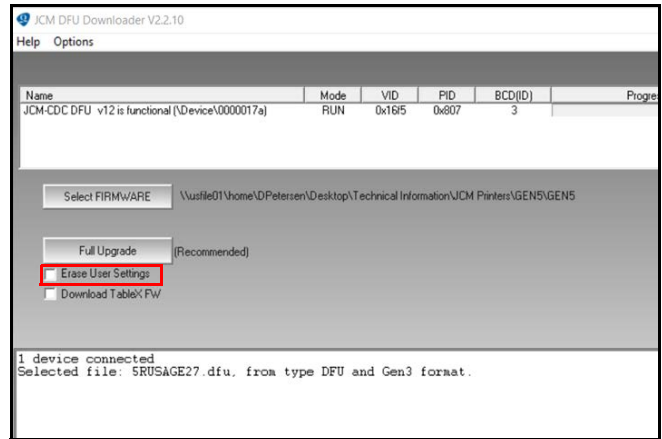 JCM DFU Downloader V2.2.10
Help Options
Name Mode VID PID BCD(ID) Progre
JCM-CDC DFU v12 is functional (\Device\0000017a) RUN 0x16f5 0x807 3
Select FIRMWARE \\usfile01\home\DPetersen\Desktop\Technical Information\JCM Printers\GEN5\GEN5
Full Upgrade (Recommended)
Erase User Settings
Download TableX FW
1 device connected
Selected file: 5RUSAGE27.dfu, from type DFU and Gen3 format.